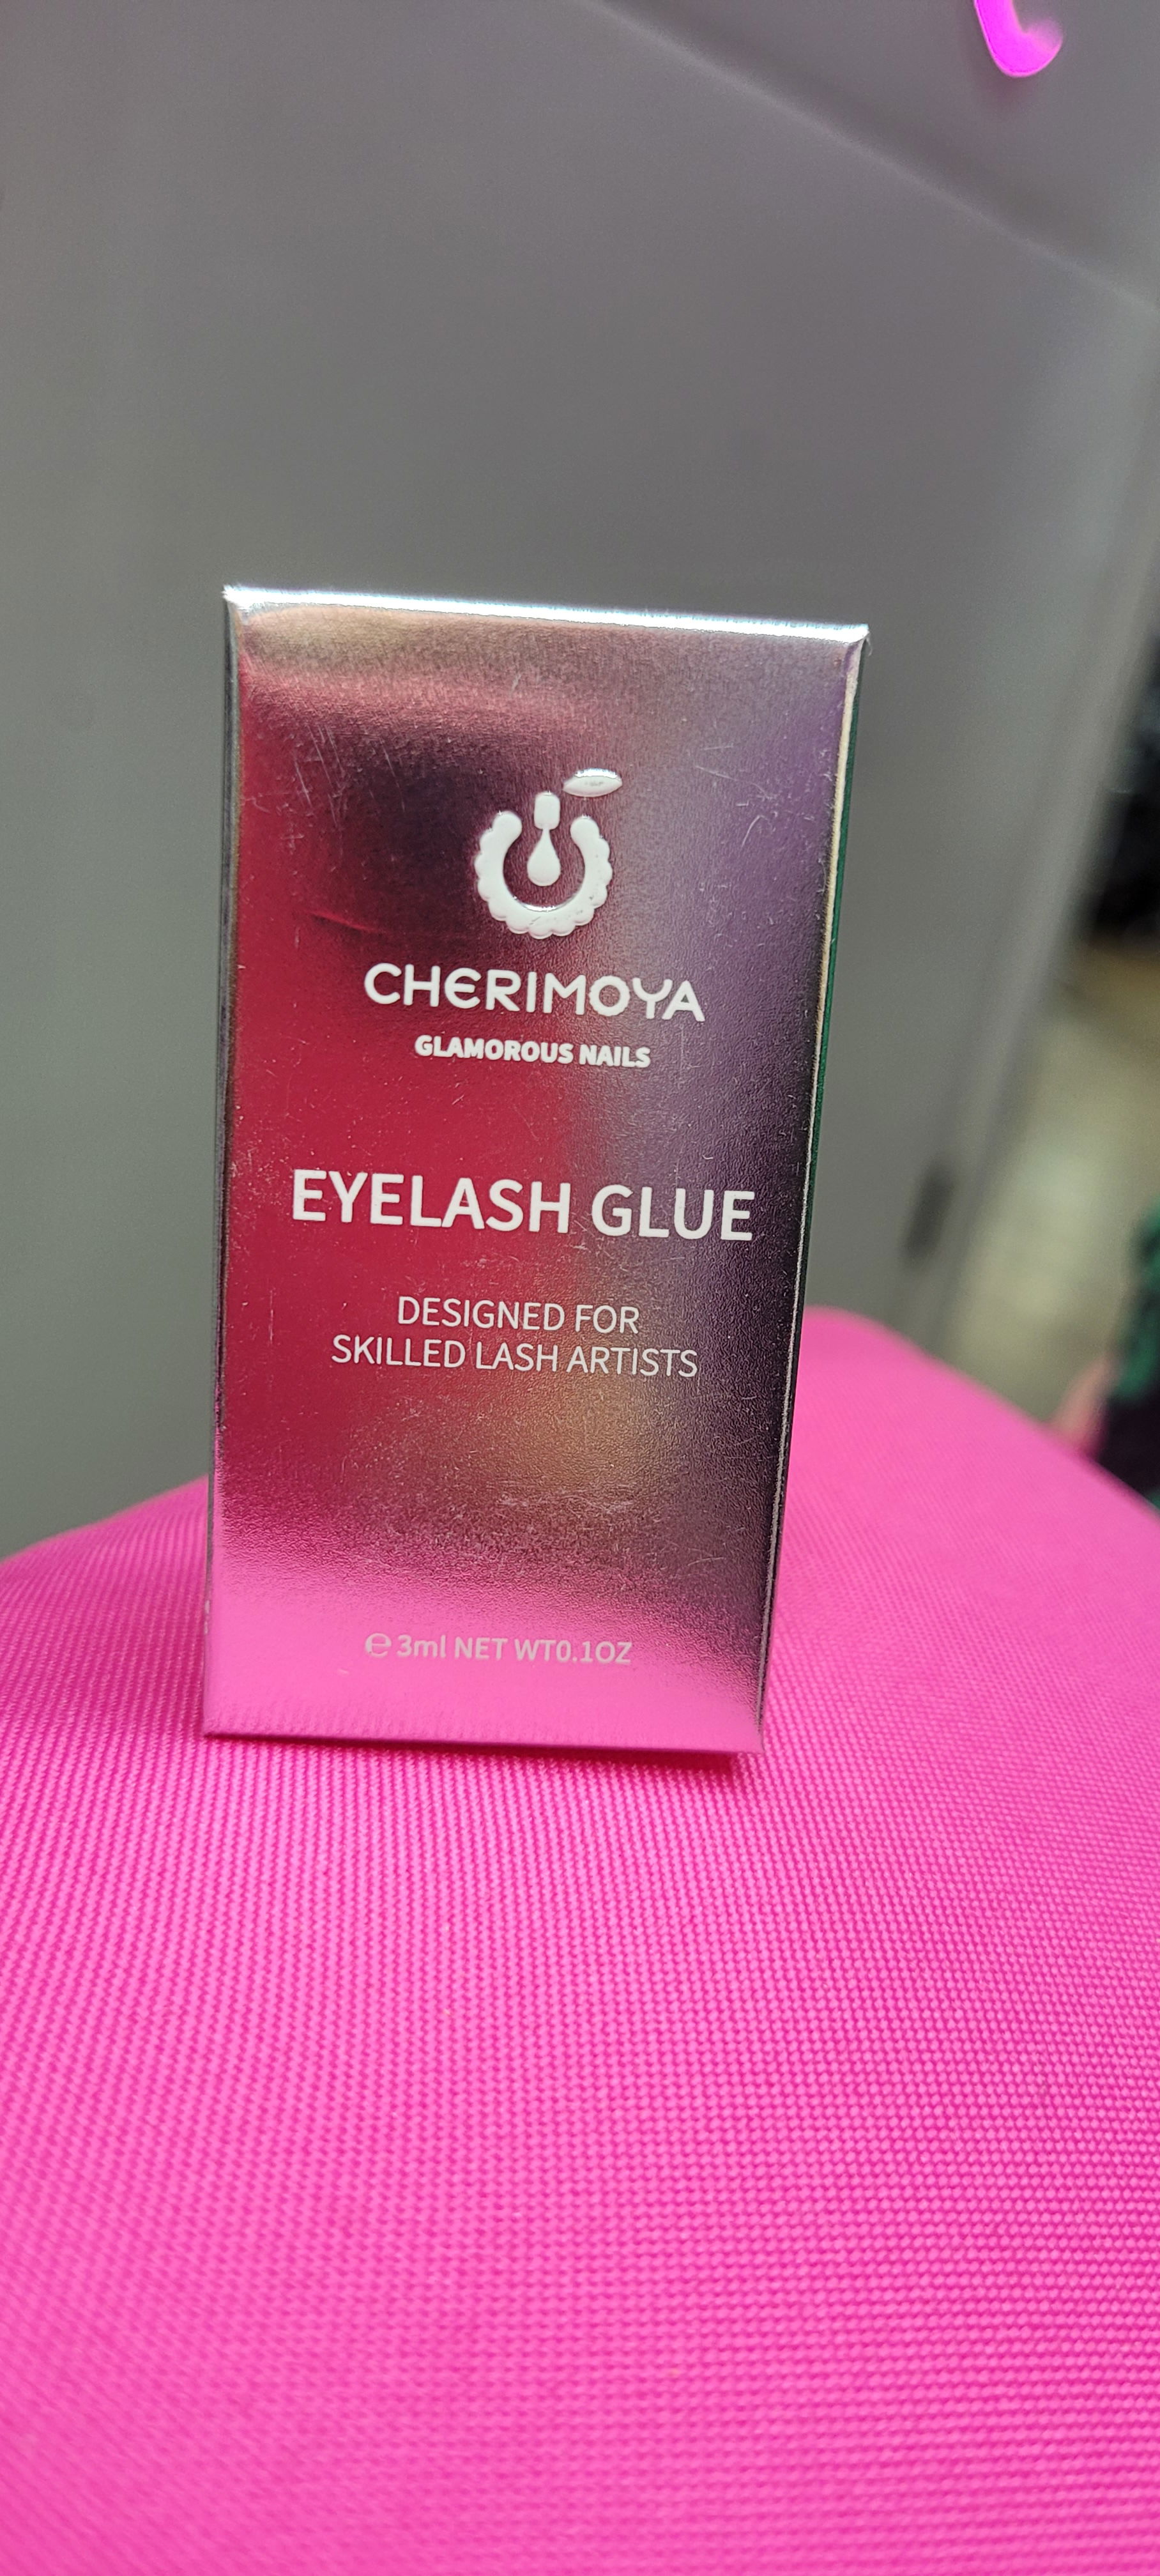 CHERIMOYA
GLAMOROUS NAILS
EYELASH GLUE
DESIGNED FOR
SKILLED LASH ARTISTS
℮ 3ml NET WT0.1OZ